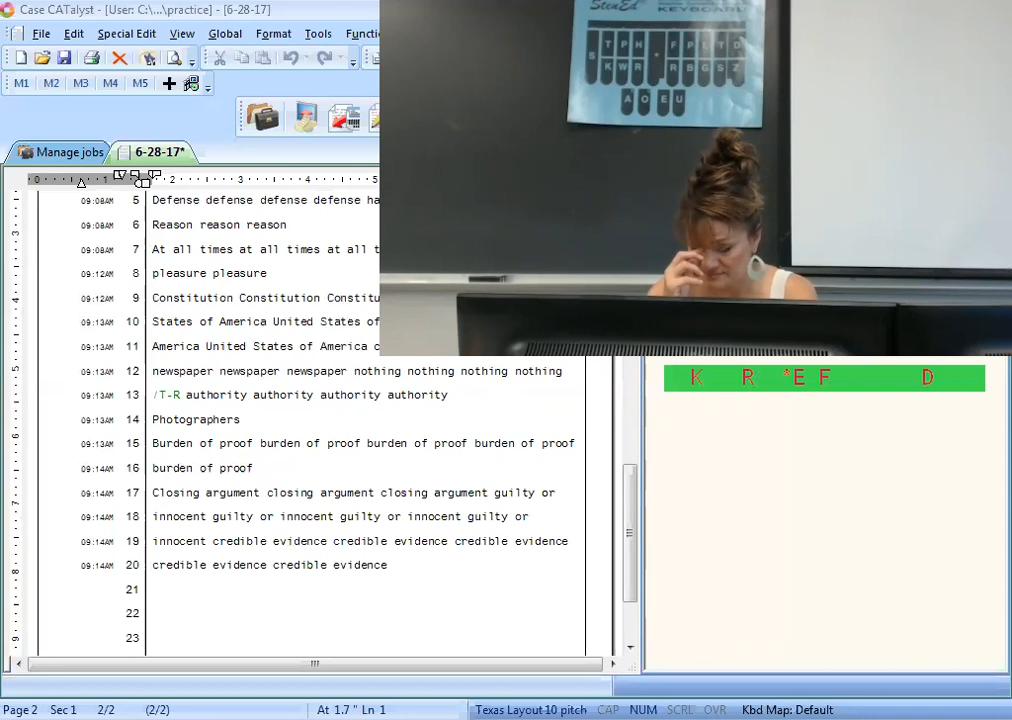 Case CATalyst - [User: C:\...\practice] - [6-28-17]
File Edit Special Edit View Global Format Tools Functi
M1 M2 M3 M4 M5
Manage jobs 6-28-17*
09:08AM 5 Defense defense defense defense ha
09:08AM 6 Reason reason reason
09:08AM 7 At all times at all times at all t
09:12AM 8 pleasure pleasure
09:12AM 9 Constitution Constitution Constitu
09:13AM 10 States of America United States of
09:13AM 11 America United States of America c
09:13AM 12 newspaper newspaper newspaper nothing nothing nothing nothing
09:13AM 13 /T-R authority authority authority authority
09:13AM 14 Photographers
09:13AM 15 Burden of proof burden of proof burden of proof burden of proof
09:14AM 16 burden of proof
09:14AM 17 Closing argument closing argument closing argument guilty or
09:14AM 18 innocent guilty or innocent guilty or innocent guilty or
09:14AM 19 innocent credible evidence credible evidence credible evidence
09:14AM 20 credible evidence credible evidence
21
22
23
StenEd KEYBOARD
S T P H * F P L T D
K W R R B G S Z
A O E U
K R *E F D
Page 2 Sec 1 2/2 (2/2) At 1.7" Ln 1 Texas Layout 10 pitch CAP NUM SCRL OVR Kbd Map: Default